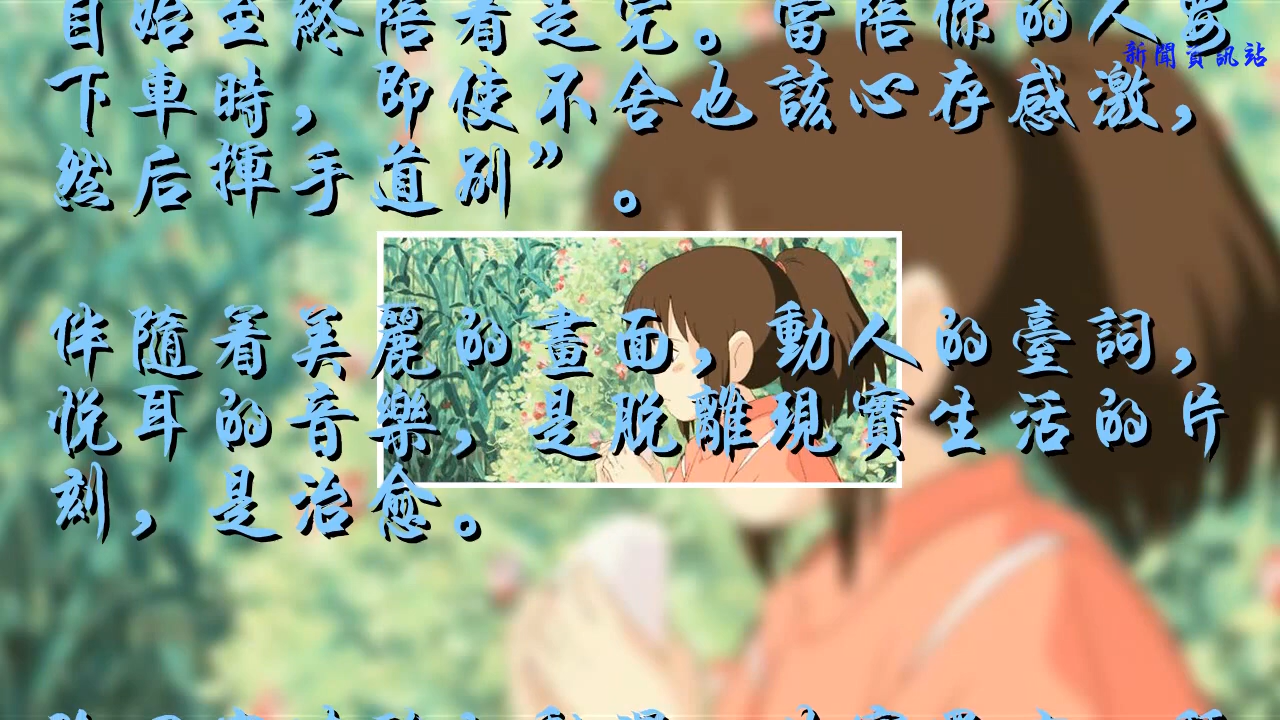 自始至終陪着走完。當陪你的人要
新聞資訊站
下車時，即使不舍也該心存感激，
然后揮手道別”。
伴隨着美麗的畫面，動人的臺詞，
悅耳的音樂，是脫離現實生活的片
刻，是治愈。